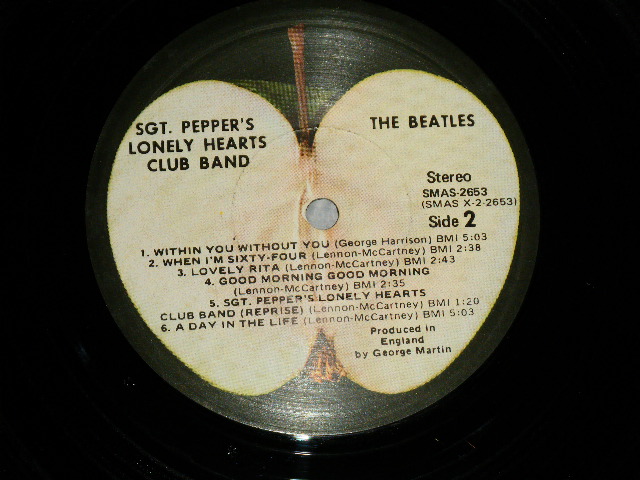 SGT. PEPPER'S
LONELY HEARTS
CLUB BAND
THE BEATLES
Stereo
SMAS-2653
(SMAS X-2-2653)
Side 2
1. WITHIN YOU WITHOUT YOU (George Harrison) BMI 5:03
2. WHEN I'M SIXTY-FOUR (Lennon-McCartney) BMI 2:38
3. LOVELY RITA (Lennon-McCartney) BMI 2:43
4. GOOD MORNING GOOD MORNING
(Lennon-McCartney) BMI 2:35
5. SGT. PEPPER'S LONELY HEARTS
CLUB BAND (REPRISE) (Lennon-McCartney) BMI 1:20
6. A DAY IN THE LIFE (Lennon-McCartney) BMI 5:03
Produced in
England
by George Martin